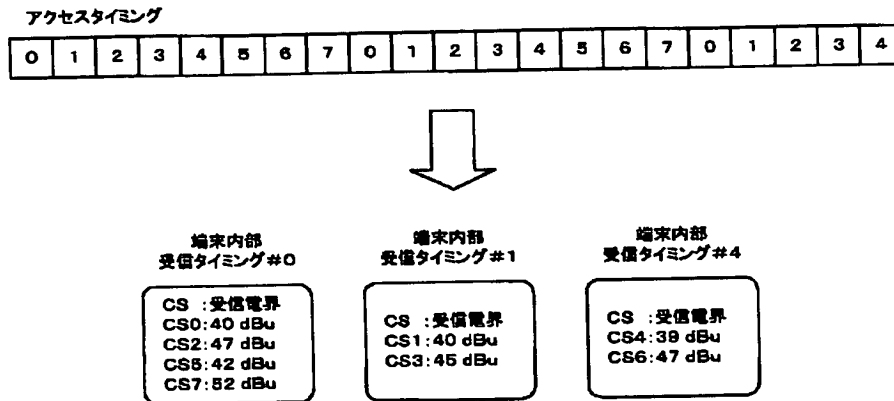 アクセスタイミング
0 1 2 3 4 5 6 7 0 1 2 3 4 5 6 7 0 1 2 3 4
端末内部
受信タイミング#0
CS :受信電界
CS0:40 dBu
CS2:47 dBu
CS5:42 dBu
CS7:52 dBu
端末内部
受信タイミング#1
CS :受信電界
CS1:40 dBu
CS3:45 dBu
端末内部
受信タイミング#4
CS :受信電界
CS4:39 dBu
CS6:47 dBu